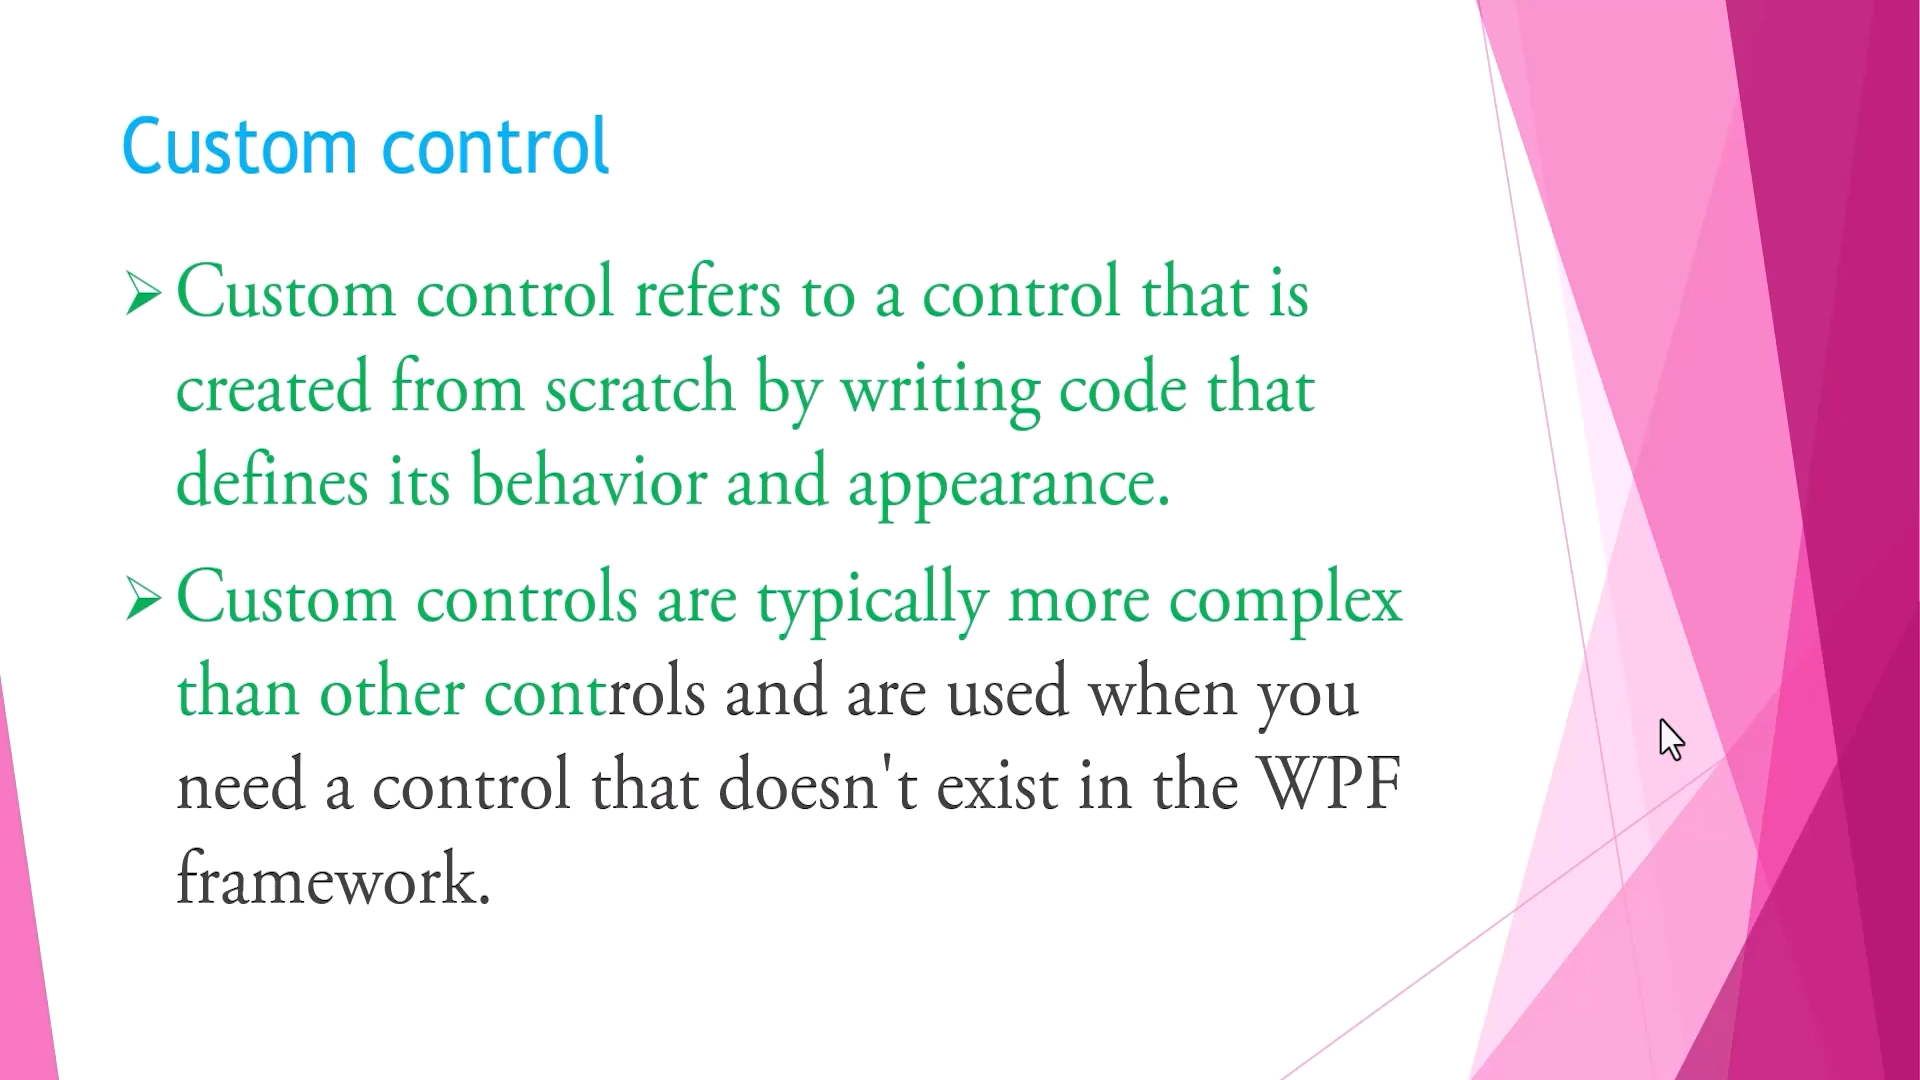 Custom control
Custom control refers to a control that is
created from scratch by writing code that
defines its behavior and appearance.
Custom controls are typically more complex
than other controls and are used when you
need a control that doesn't exist in the WPF
framework.